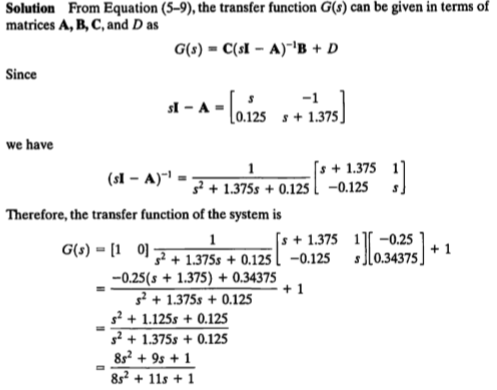 Solution From Equation (5–9), the transfer function G(s) can be given in terms of
matrices A, B, C, and D as
G(s) = C(sI − A)⁻¹B + D
Since
sI − A = [s −1; 0.125 s + 1.375]
we have
(sI − A)⁻¹ = 1/(s² + 1.375s + 0.125) [s + 1.375 1; −0.125 s]
Therefore, the transfer function of the system is
G(s) = [1 0] 1/(s² + 1.375s + 0.125) [s + 1.375 1; −0.125 s] [−0.25; 0.34375] + 1
= (−0.25(s + 1.375) + 0.34375)/(s² + 1.375s + 0.125) + 1
= (s² + 1.125s + 0.125)/(s² + 1.375s + 0.125)
= (8s² + 9s + 1)/(8s² + 11s + 1)